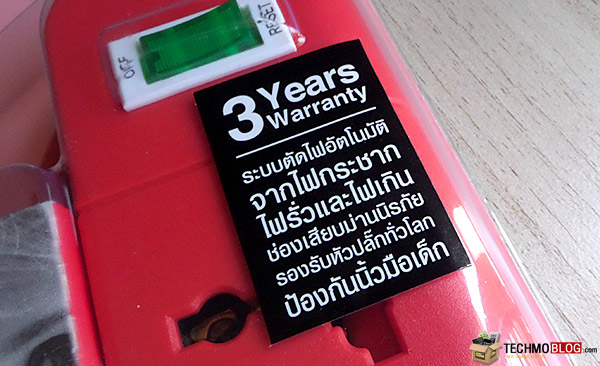 OFF
RESET
3 Years
Warranty
ระบบตัดไฟอัตโนมัติ
จากไฟกระชาก
ไฟรั่วและไฟเกิน
ช่องเสียบม่านนิรภัย
รองรับหัวปลั๊กทั่วโลก
ป้องกันนิ้วมือเด็ก
TECHMOBLOG.com